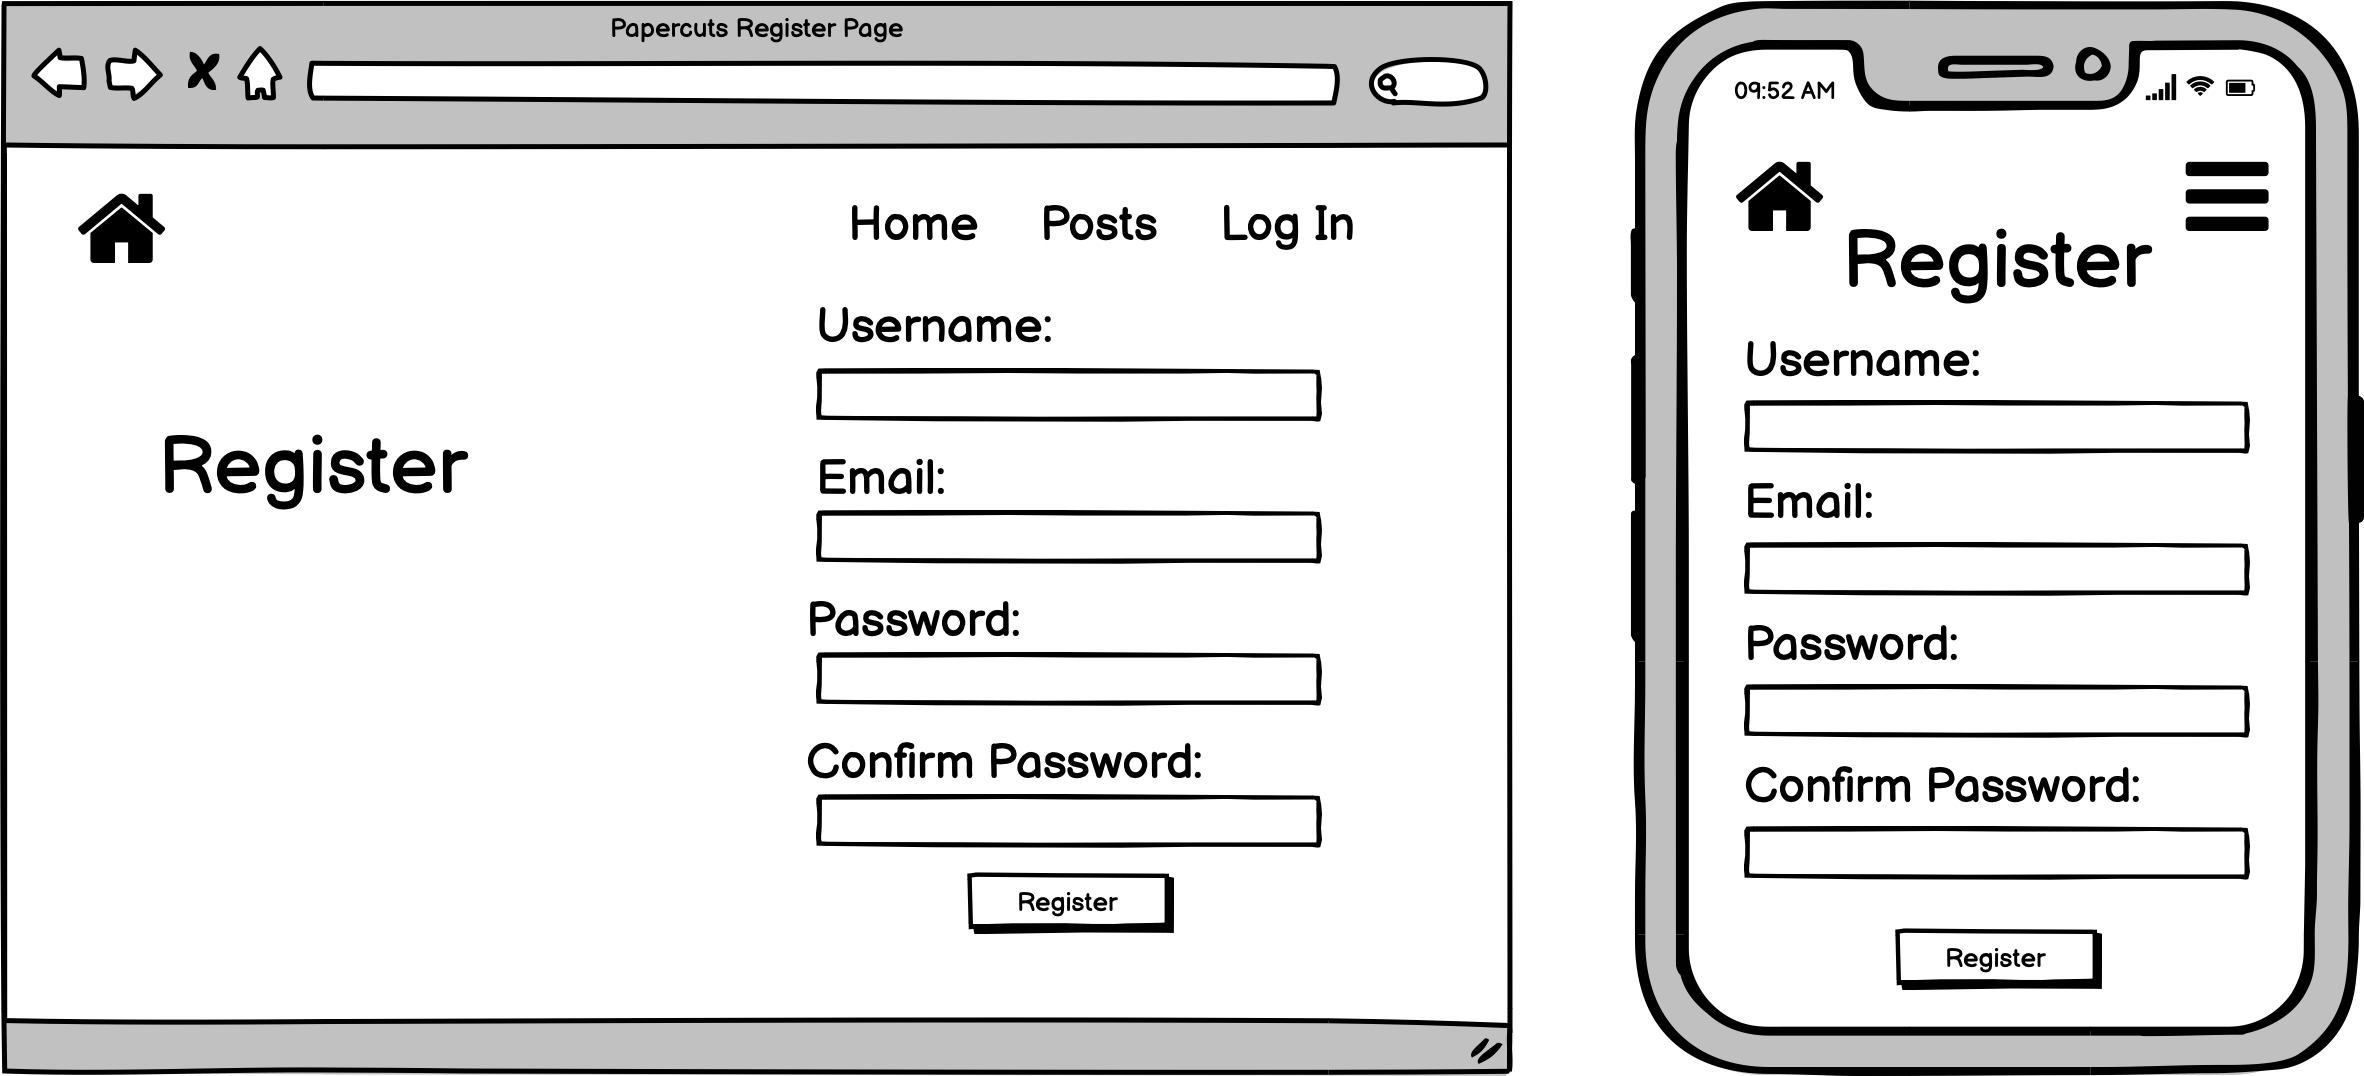 Papercuts Register Page
Home Posts Log In
Register
Username:
Email:
Password:
Confirm Password:
Register
09:52 AM
Register
Username:
Email:
Password:
Confirm Password:
Register